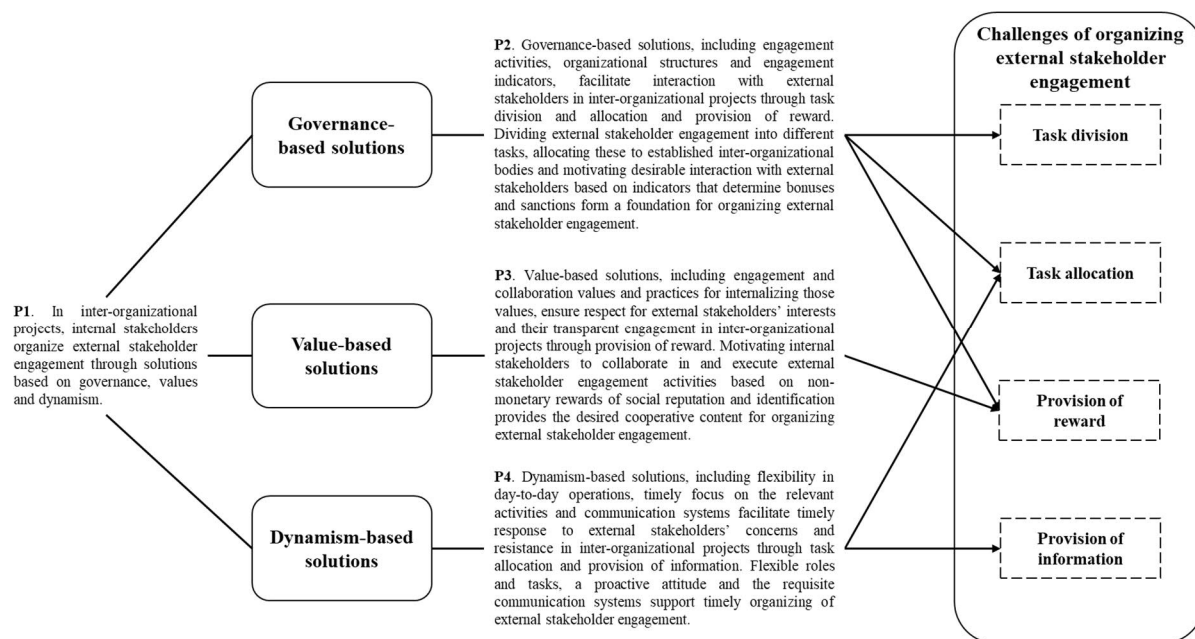 P1. In inter-organizational
projects, internal stakeholders
organize external stakeholder
engagement through solutions
based on governance, values
and dynamism.
Governance-
based solutions
Value-based
solutions
Dynamism-based
solutions
P2. Governance-based solutions, including engagement
activities, organizational structures and engagement
indicators, facilitate interaction with external
stakeholders in inter-organizational projects through task
division and allocation and provision of reward.
Dividing external stakeholder engagement into different
tasks, allocating these to established inter-organizational
bodies and motivating desirable interaction with external
stakeholders based on indicators that determine bonuses
and sanctions form a foundation for organizing external
stakeholder engagement.
P3. Value-based solutions, including engagement and
collaboration values and practices for internalizing those
values, ensure respect for external stakeholders' interests
and their transparent engagement in inter-organizational
projects through provision of reward. Motivating internal
stakeholders to collaborate in and execute external
stakeholder engagement activities based on non-
monetary rewards of social reputation and identification
provides the desired cooperative content for organizing
external stakeholder engagement.
P4. Dynamism-based solutions, including flexibility in
day-to-day operations, timely focus on the relevant
activities and communication systems facilitate timely
response to external stakeholders' concerns and
resistance in inter-organizational projects through task
allocation and provision of information. Flexible roles
and tasks, a proactive attitude and the requisite
communication systems support timely organizing of
external stakeholder engagement.
Challenges of organizing
external stakeholder
engagement
Task division
Task allocation
Provision of
reward
Provision of
information